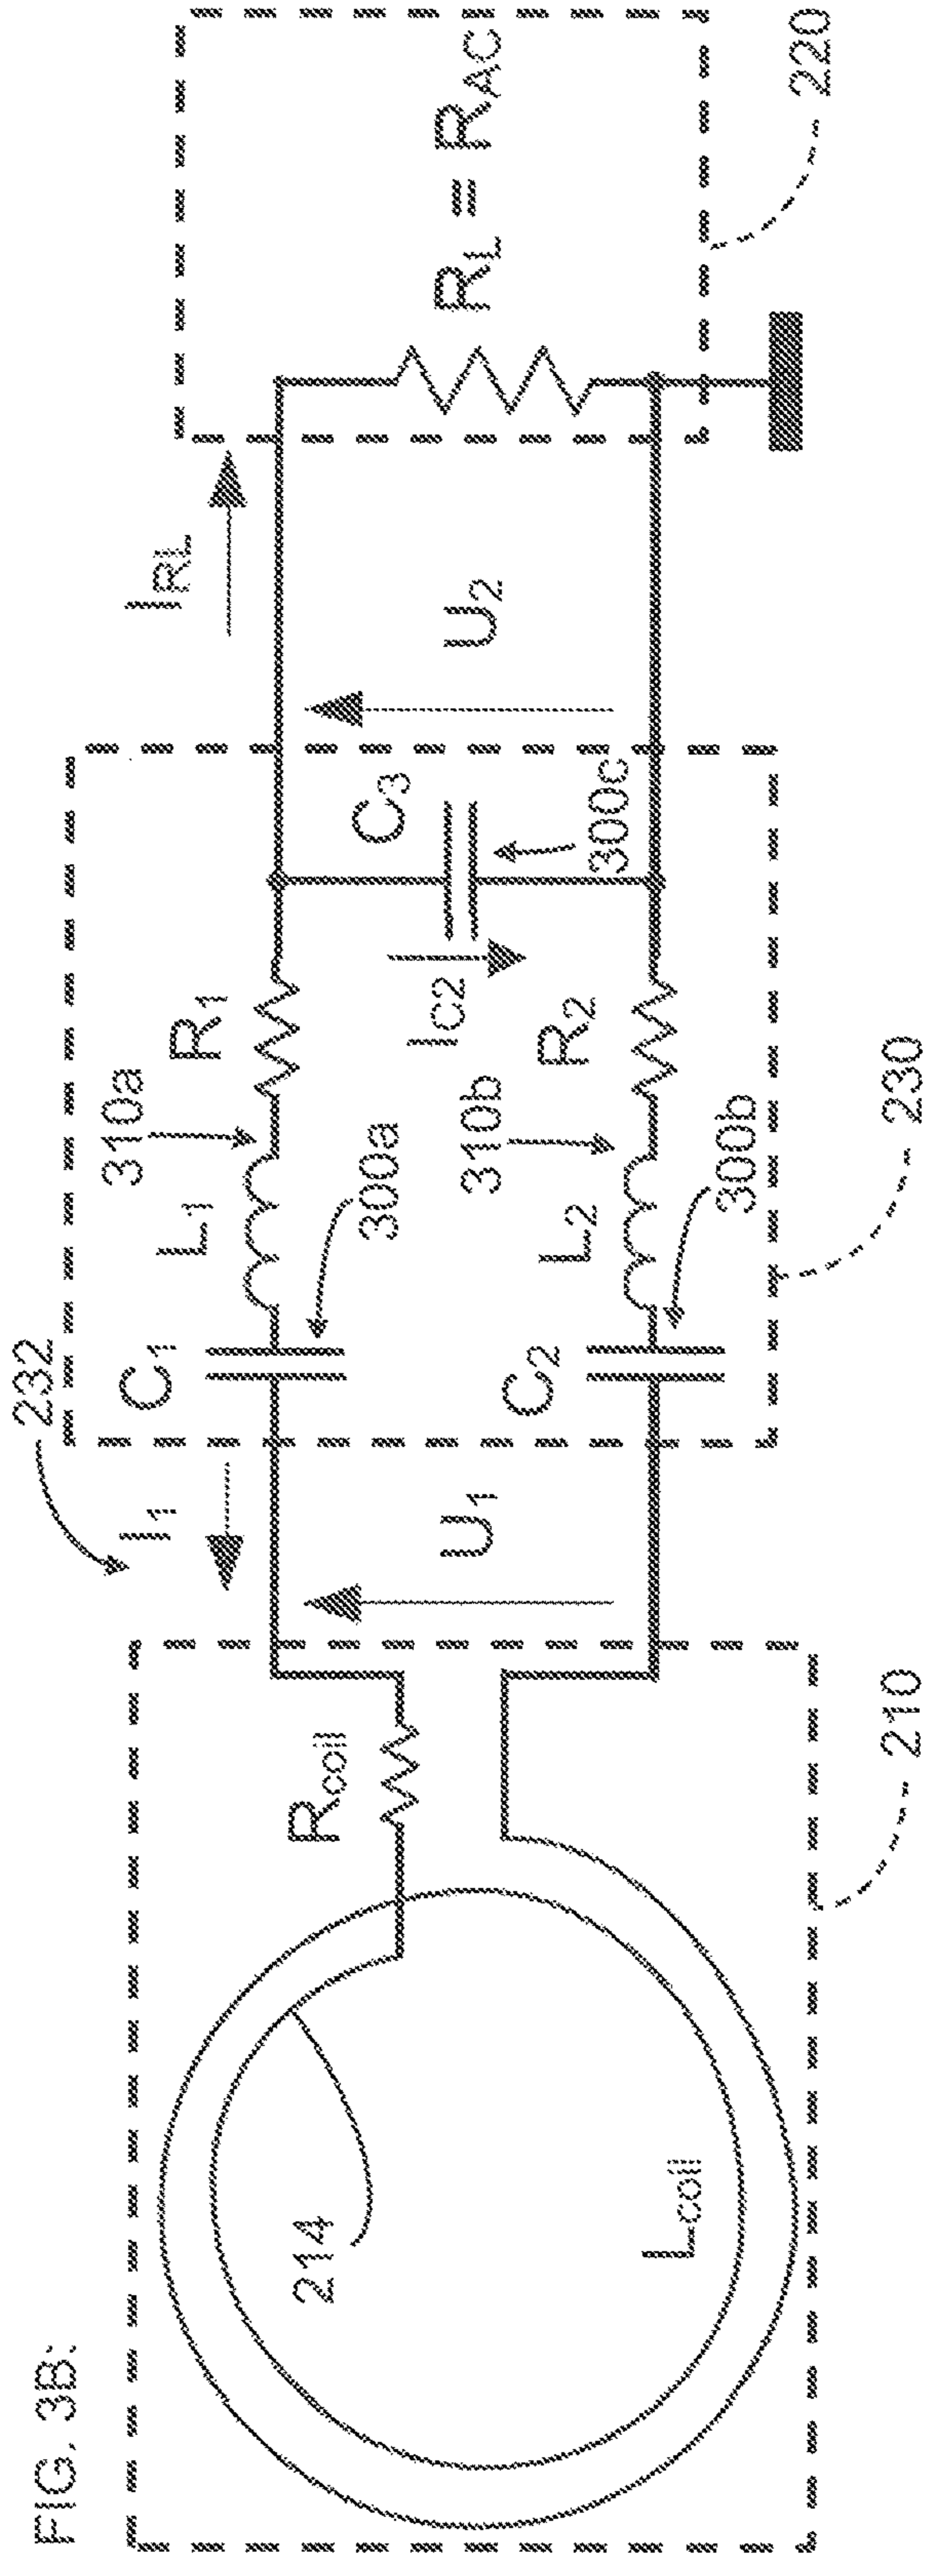 FIG. 3B:
232
I1
IRL
310a
C1
L1
R1
300a
C3
Rcoil
214
U1
IC2
U2
RL = RAC
310b
300c
C2
L2
R2
Lcoil
300b
210
230
220